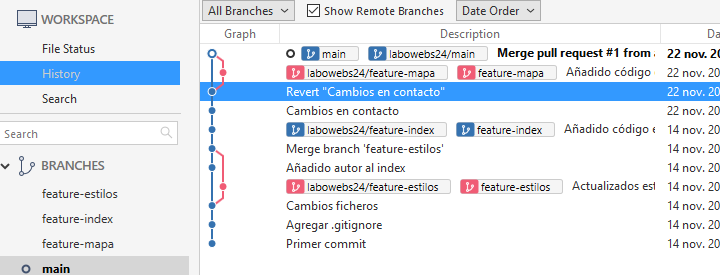 WORKSPACE
File Status
History
Search
Search
BRANCHES
feature-estilos
feature-index
feature-mapa
main
All Branches Show Remote Branches Date Order
Graph Description Da
main labowebs24/main Merge pull request #1 from 22 nov. 20
labowebs24/feature-mapa feature-mapa Añadido código 22 nov. 20
Revert "Cambios en contacto" 22 nov. 20
Cambios en contacto 22 nov. 20
labowebs24/feature-index feature-index Añadido código 14 nov. 20
Merge branch 'feature-estilos' 14 nov. 20
Añadido autor al index 14 nov. 20
labowebs24/feature-estilos feature-estilos Actualizados est 14 nov. 20
Cambios ficheros 14 nov. 20
Agregar .gitignore 14 nov. 20
Primer commit 14 nov. 20